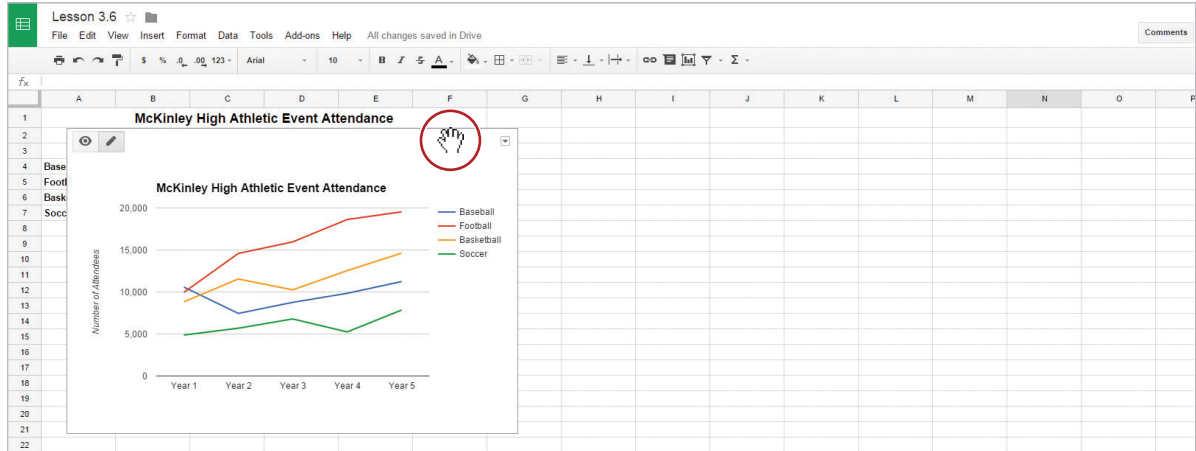 Lesson 3.6
File Edit View Insert Format Data Tools Add-ons Help All changes saved in Drive
Comments
$ % .0 .00 123 Arial 10 B I S A Σ
fx
A B C D E F G H I J K L M N O P
1 McKinley High Athletic Event Attendance
2
3
4 Base
5 Footb
6 Bask
7 Socc
8
9
10
11
12
13
14
15
16
17
18
19
20
21
22
McKinley High Athletic Event Attendance
20,000
15,000
10,000
5,000
0
Number of Attendees
Year 1 Year 2 Year 3 Year 4 Year 5
Baseball
Football
Basketball
Soccer